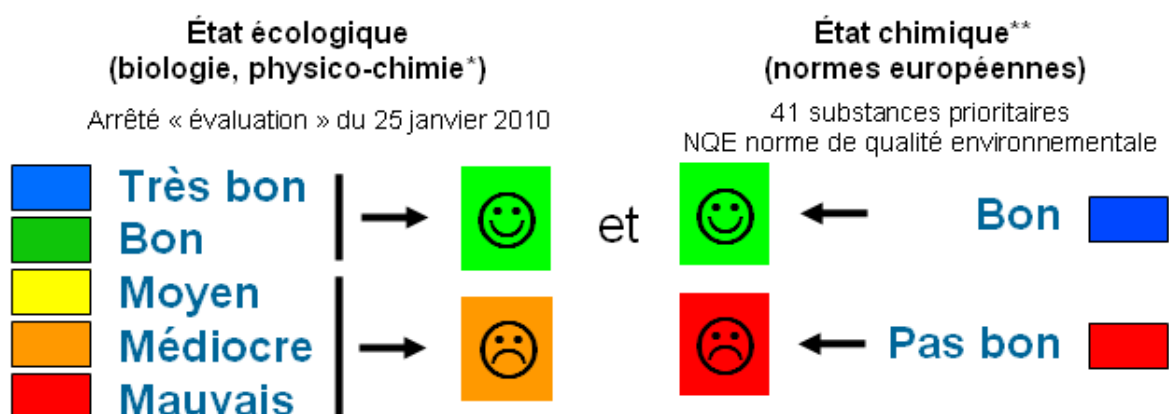 État écologique
(biologie, physico-chimie*)
Arrêté « évaluation » du 25 janvier 2010
Très bon
Bon
Moyen
Médiocre
Mauvais
et
État chimique**
(normes européennes)
41 substances prioritaires
NQE norme de qualité environnementale
Bon
Pas bon